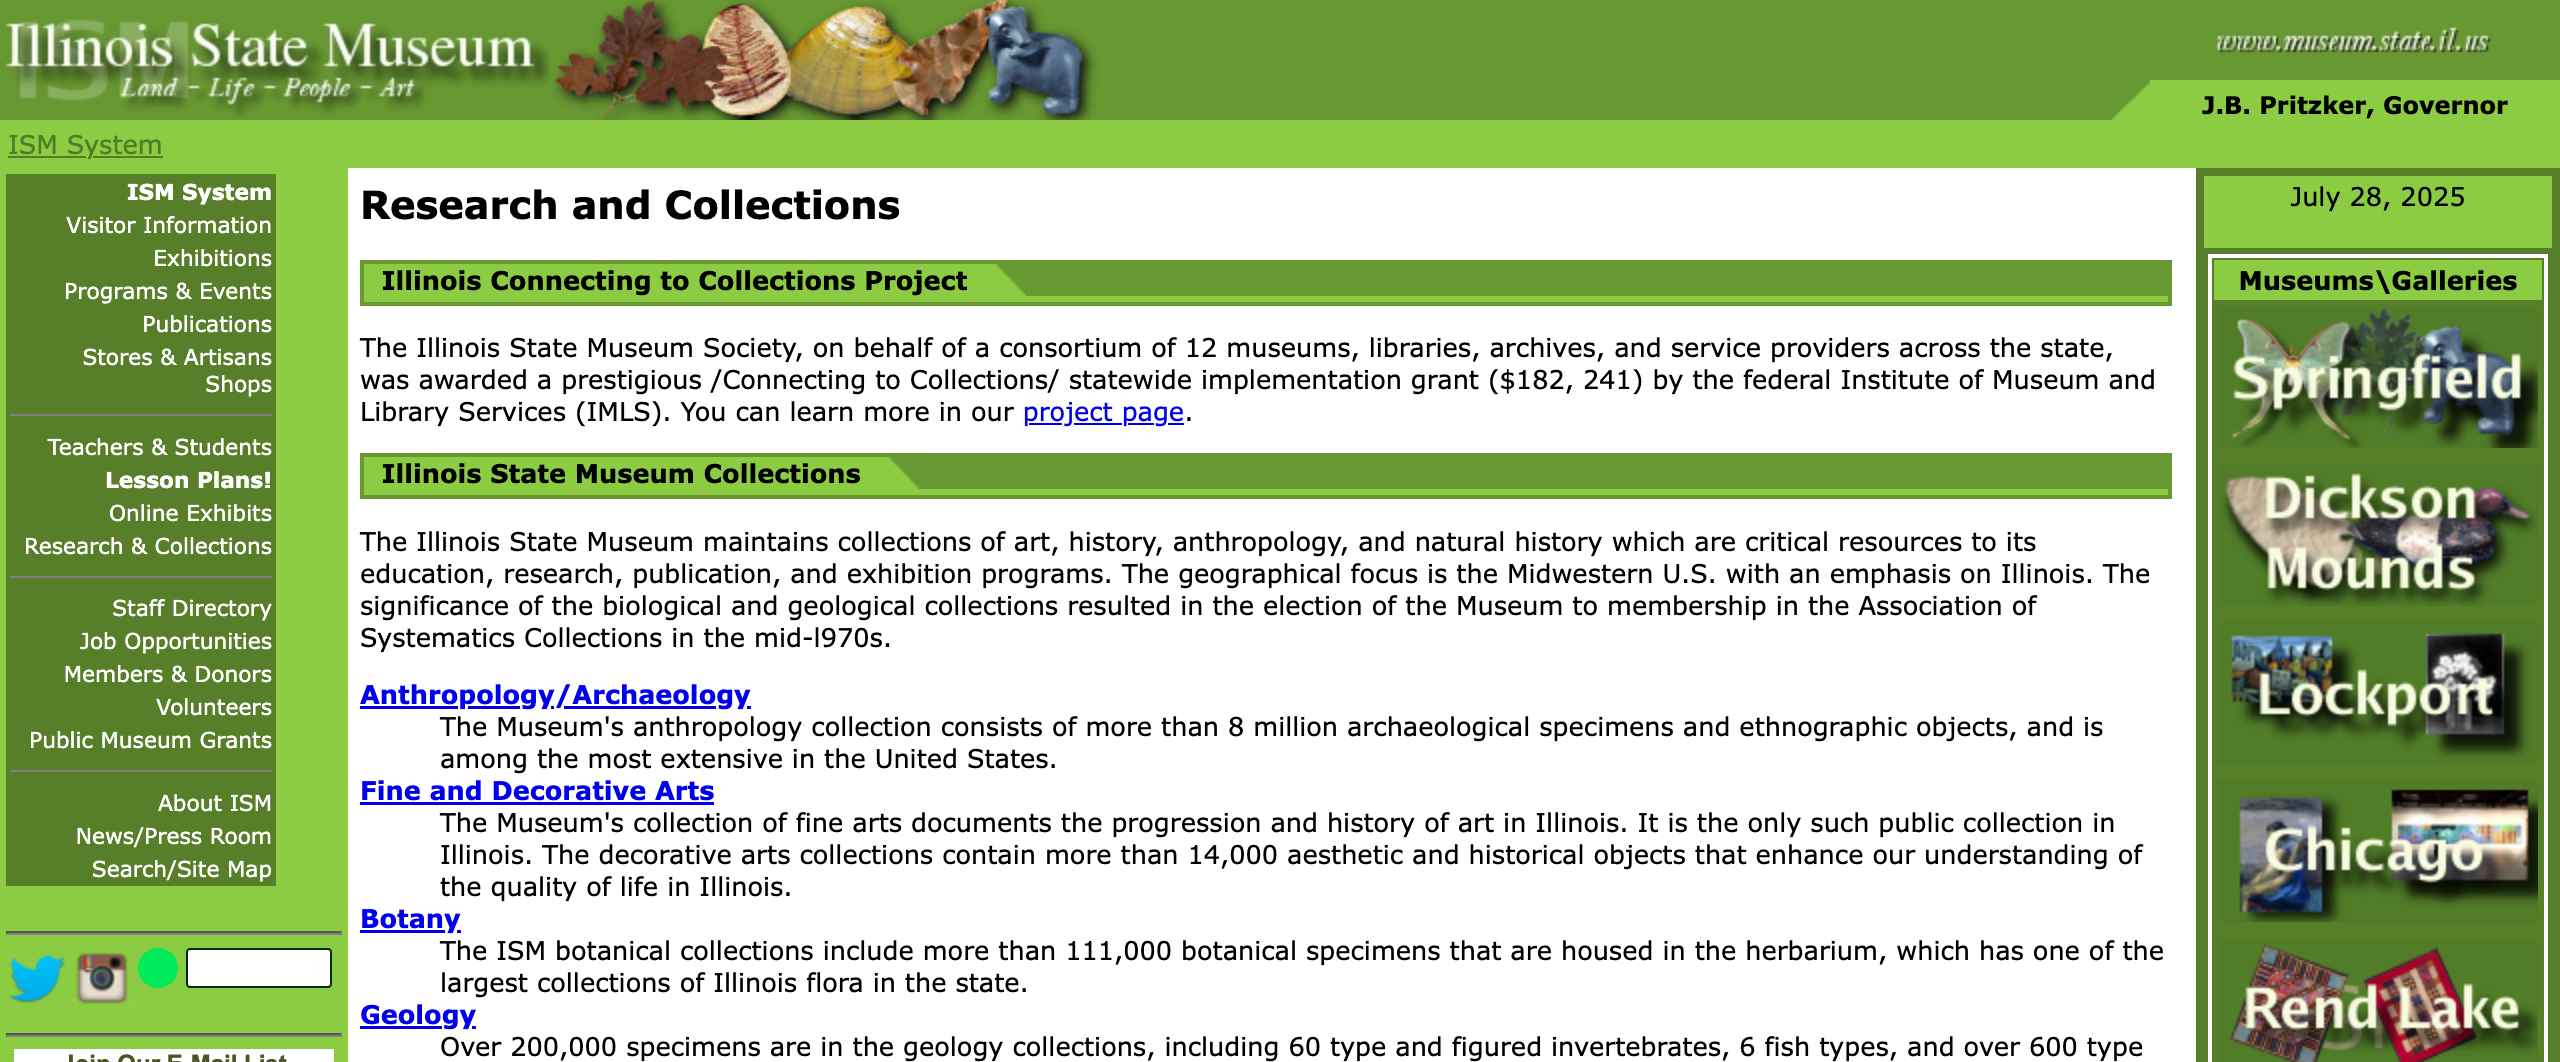 Illinois State Museum
Land - Life - People - Art
www.museum.state.il.us
J.B. Pritzker, Governor
ISM System
ISM System
Visitor Information
Exhibitions
Programs & Events
Publications
Stores & Artisans
Shops
Teachers & Students
Lesson Plans!
Online Exhibits
Research & Collections
Staff Directory
Job Opportunities
Members & Donors
Volunteers
Public Museum Grants
About ISM
News/Press Room
Search/Site Map
Join Our E-Mail List
Research and Collections
Illinois Connecting to Collections Project
The Illinois State Museum Society, on behalf of a consortium of 12 museums, libraries, archives, and service providers across the state,
was awarded a prestigious /Connecting to Collections/ statewide implementation grant ($182, 241) by the federal Institute of Museum and
Library Services (IMLS). You can learn more in our project page.
Illinois State Museum Collections
The Illinois State Museum maintains collections of art, history, anthropology, and natural history which are critical resources to its
education, research, publication, and exhibition programs. The geographical focus is the Midwestern U.S. with an emphasis on Illinois. The
significance of the biological and geological collections resulted in the election of the Museum to membership in the Association of
Systematics Collections in the mid-l970s.
Anthropology/Archaeology
The Museum's anthropology collection consists of more than 8 million archaeological specimens and ethnographic objects, and is
among the most extensive in the United States.
Fine and Decorative Arts
The Museum's collection of fine arts documents the progression and history of art in Illinois. It is the only such public collection in
Illinois. The decorative arts collections contain more than 14,000 aesthetic and historical objects that enhance our understanding of
the quality of life in Illinois.
Botany
The ISM botanical collections include more than 111,000 botanical specimens that are housed in the herbarium, which has one of the
largest collections of Illinois flora in the state.
Geology
Over 200,000 specimens are in the geology collections, including 60 type and figured invertebrates, 6 fish types, and over 600 type
July 28, 2025
Museums\Galleries
Springfield
Dickson
Mounds
Lockport
Chicago
Rend Lake